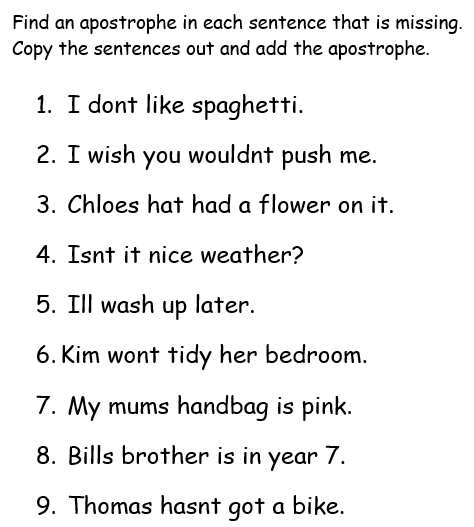 Find an apostrophe in each sentence that is missing.
Copy the sentences out and add the apostrophe.
1. I dont like spaghetti.
2. I wish you wouldnt push me.
3. Chloes hat had a flower on it.
4. Isnt it nice weather?
5. Ill wash up later.
6. Kim wont tidy her bedroom.
7. My mums handbag is pink.
8. Bills brother is in year 7.
9. Thomas hasnt got a bike.